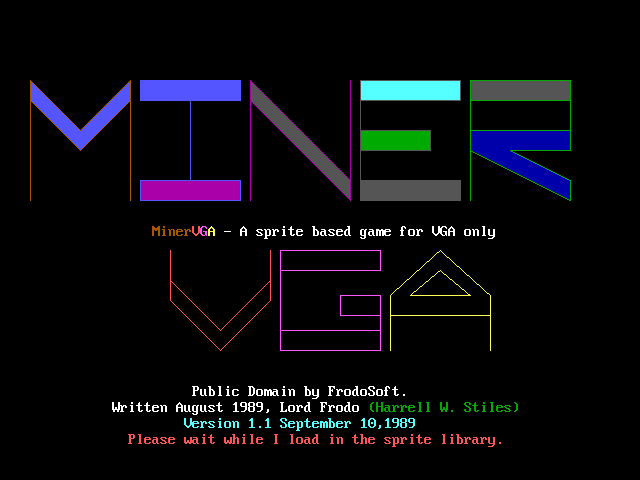 MINER
MinerVGA - A sprite based game for VGA only
VGA
Public Domain by FrodoSoft.
Written August 1989, Lord Frodo (Harrell W. Stiles)
Version 1.1 September 10,1989
Please wait while I load in the sprite library.